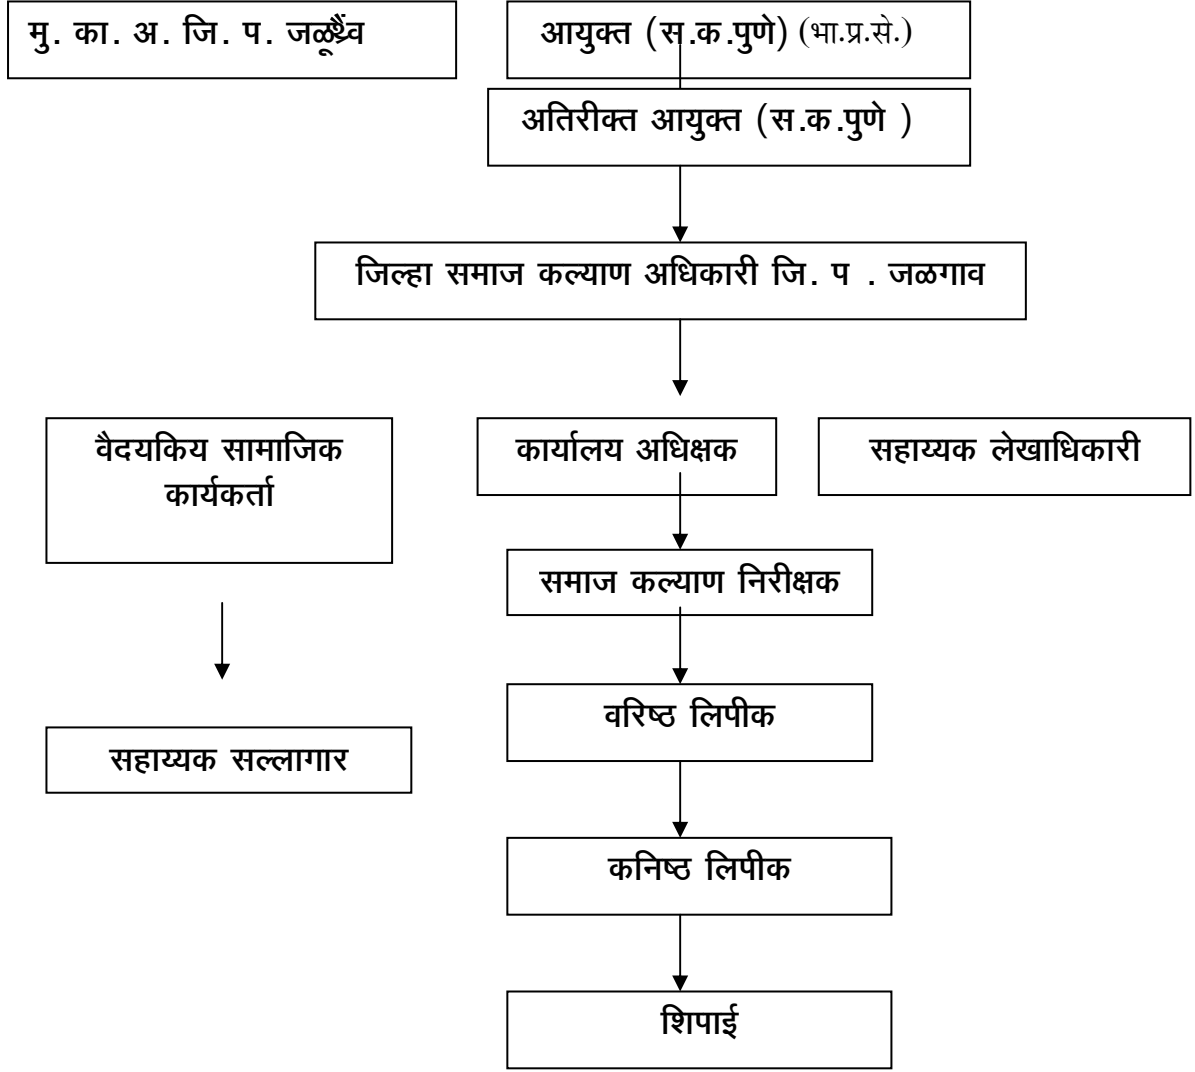 मु. का. अ. जि. प.
आयुक्त (स.क.पुणे) (भा.प्र.से.)
अतिरीक्त आयुक्त (स.क.पुणे )
जिल्हा समाज कल्याण अधिकारी जि. प . जळगाव
वैदयकिय सामाजिक
कार्यकर्ता
कार्यालय अधिक्षक
सहाय्यक लेखाधिकारी
समाज कल्याण निरीक्षक
वरिष्ठ लिपीक
सहाय्यक सल्लागार
कनिष्ठ लिपीक
शिपाई